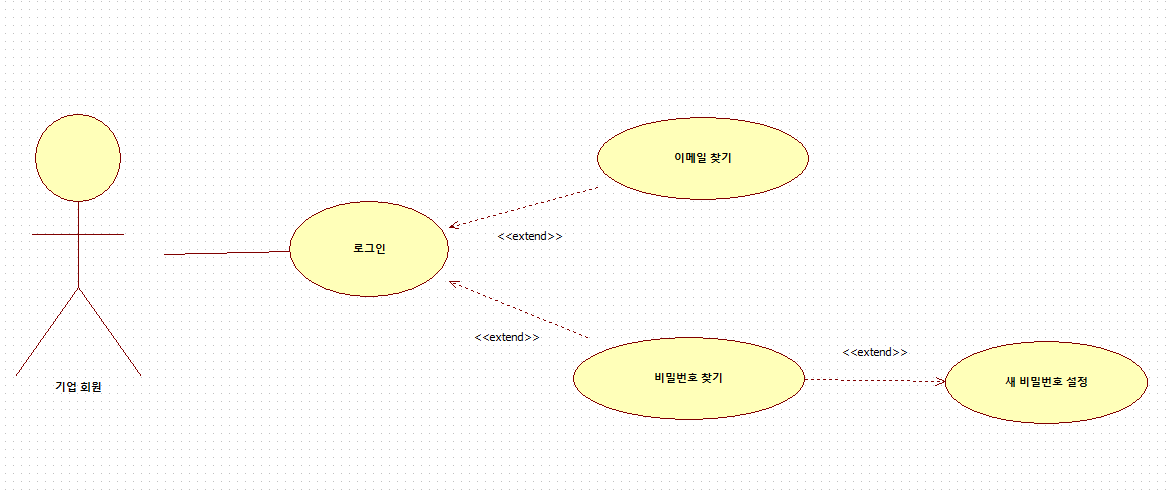 이메일 찾기
<<extend>>
로그인
<<extend>>
기업 회원
비밀번호 찾기
<<extend>>
새 비밀번호 설정